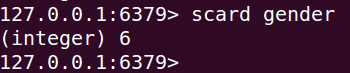 127.0.0.1:6379> scard gender
(integer) 6
127.0.0.1:6379>